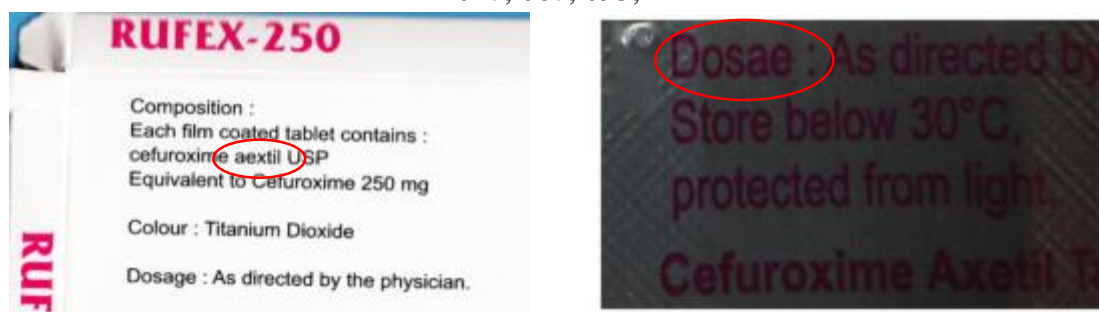 RUFEX-250
Composition :
Each film coated tablet contains :
cefuroxime aextil USP
Equivalent to Cefuroxime 250 mg
Colour : Titanium Dioxide
Dosage : As directed by the physician.
RUF
Dosae : As directed by
Store below 30°C,
protected from light.
Cefuroxime Axetil Ta